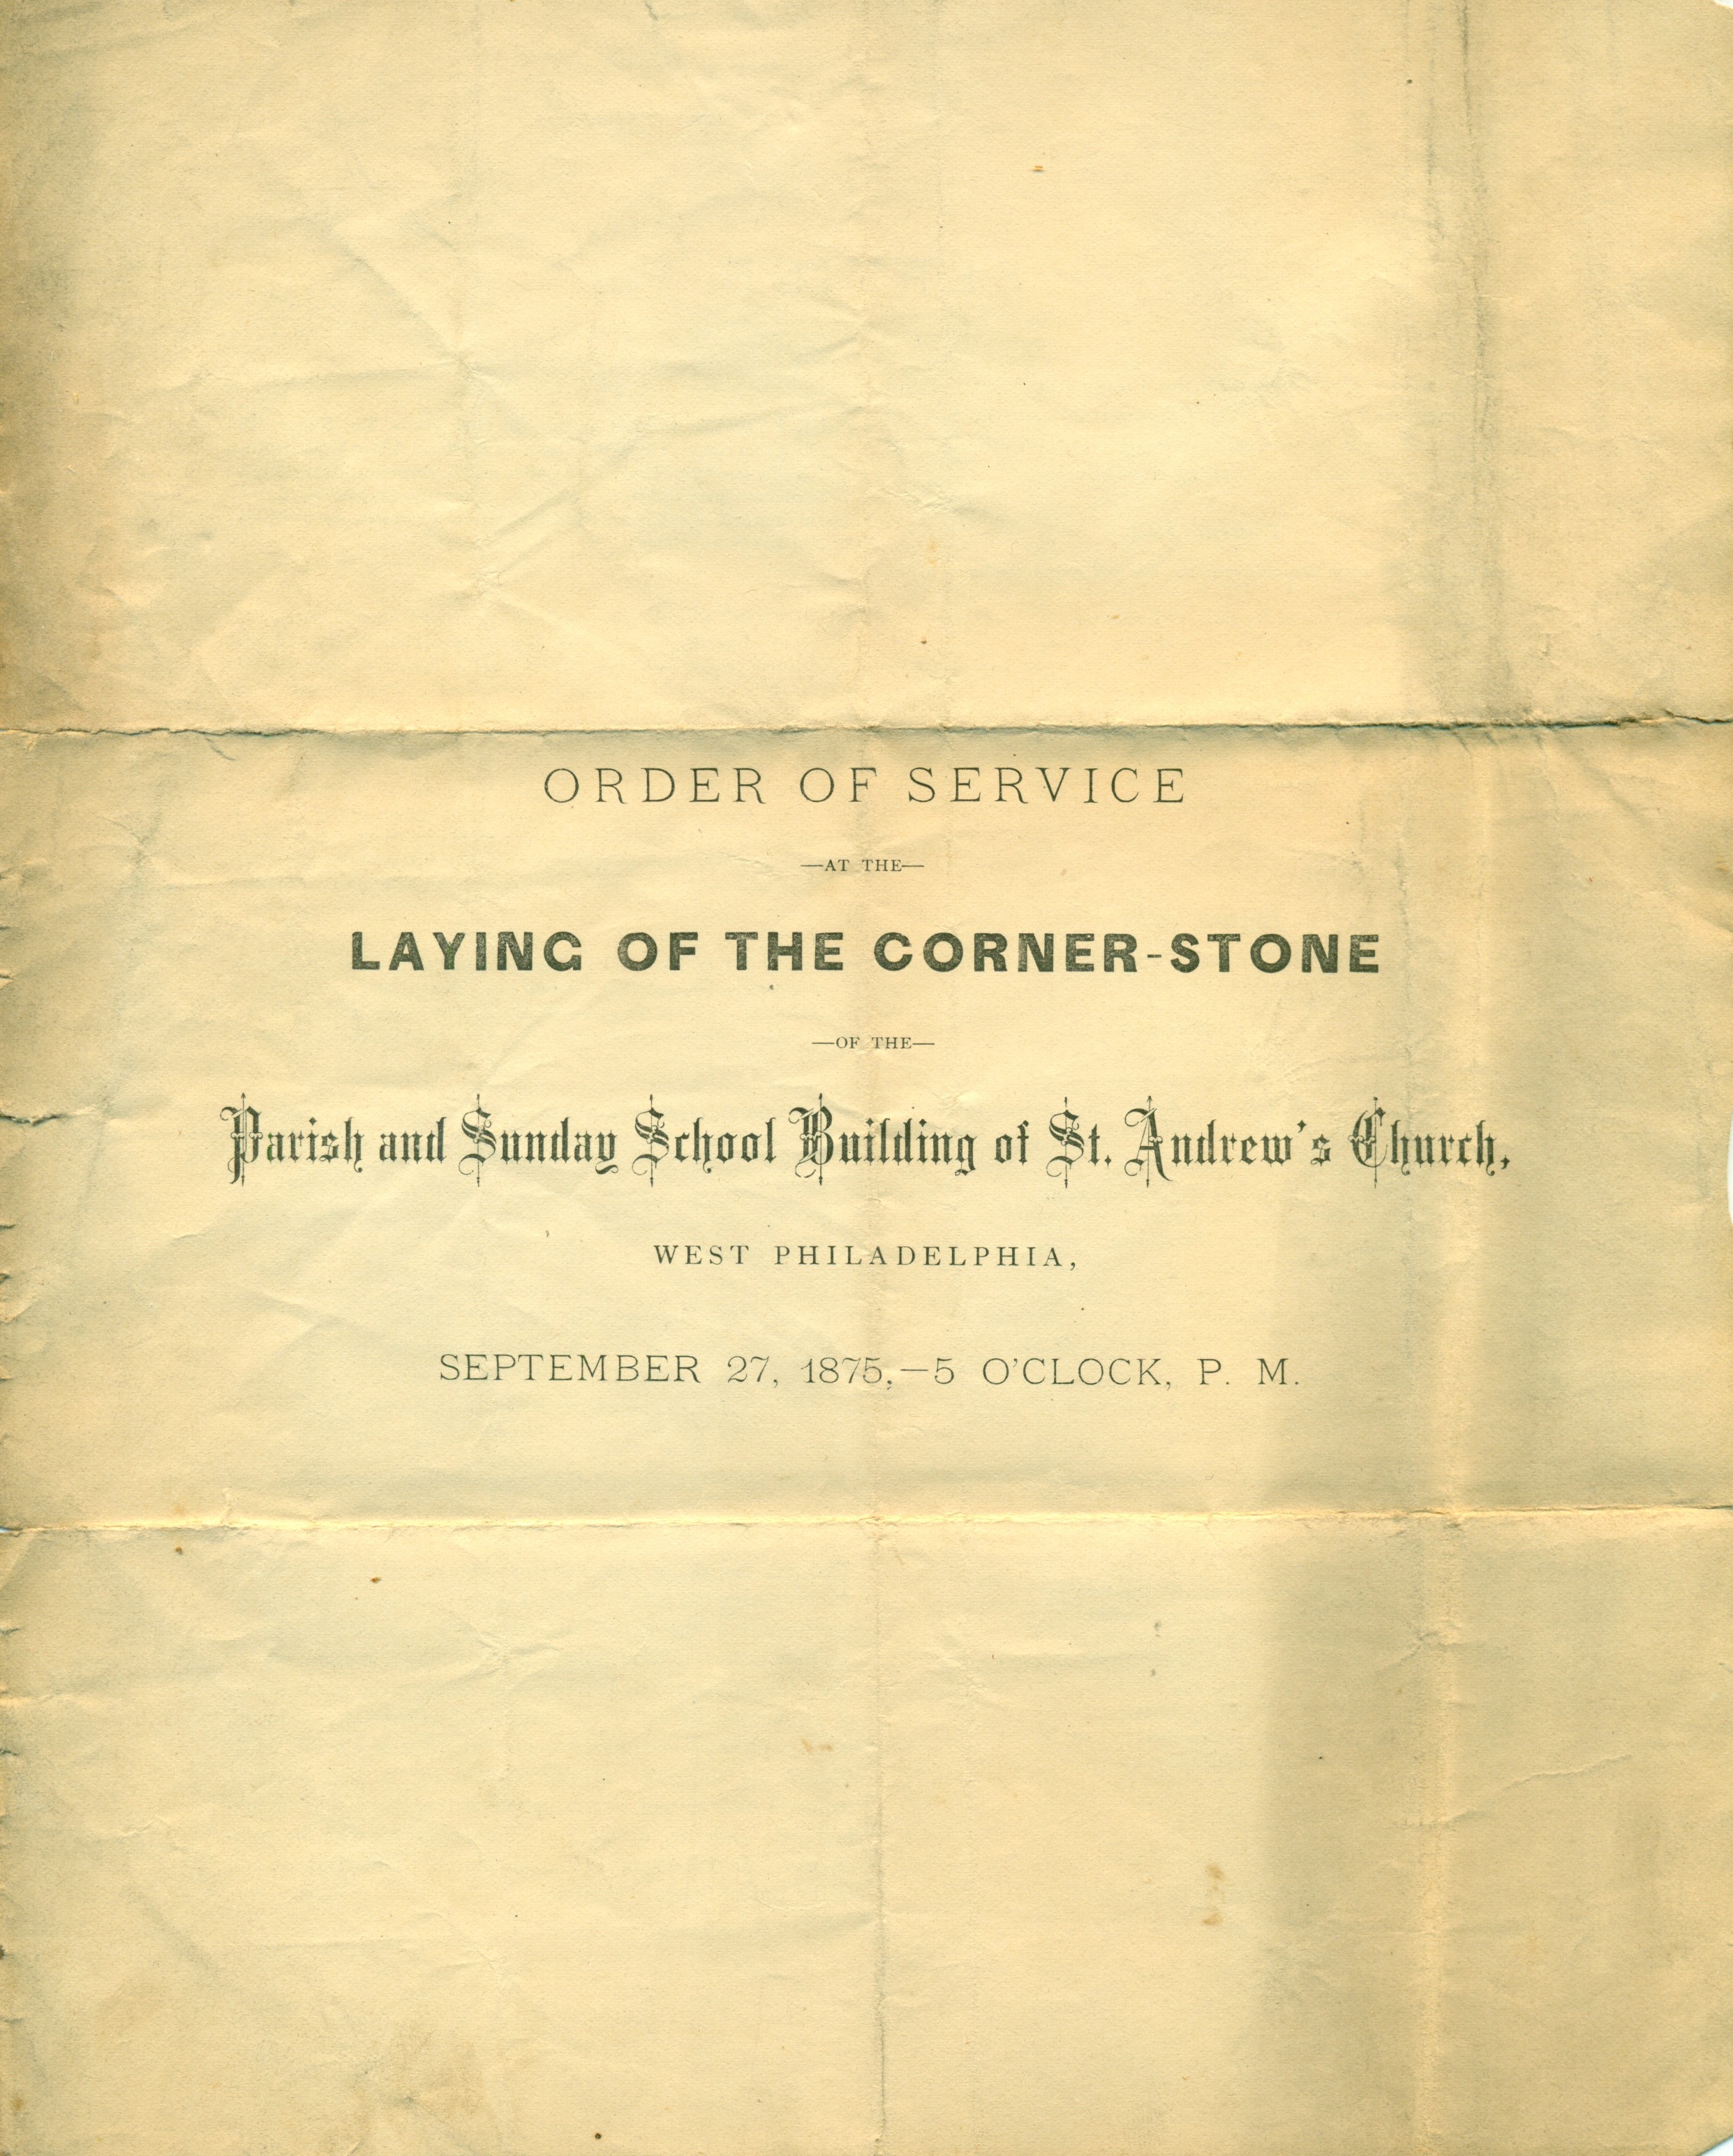 ORDER OF SERVICE
—AT THE—
LAYING OF THE CORNER-STONE
—OF THE—
Parish and Sunday School Building of St. Andrew's Church,
WEST PHILADELPHIA,
SEPTEMBER 27, 1875,—5 O'CLOCK, P. M.